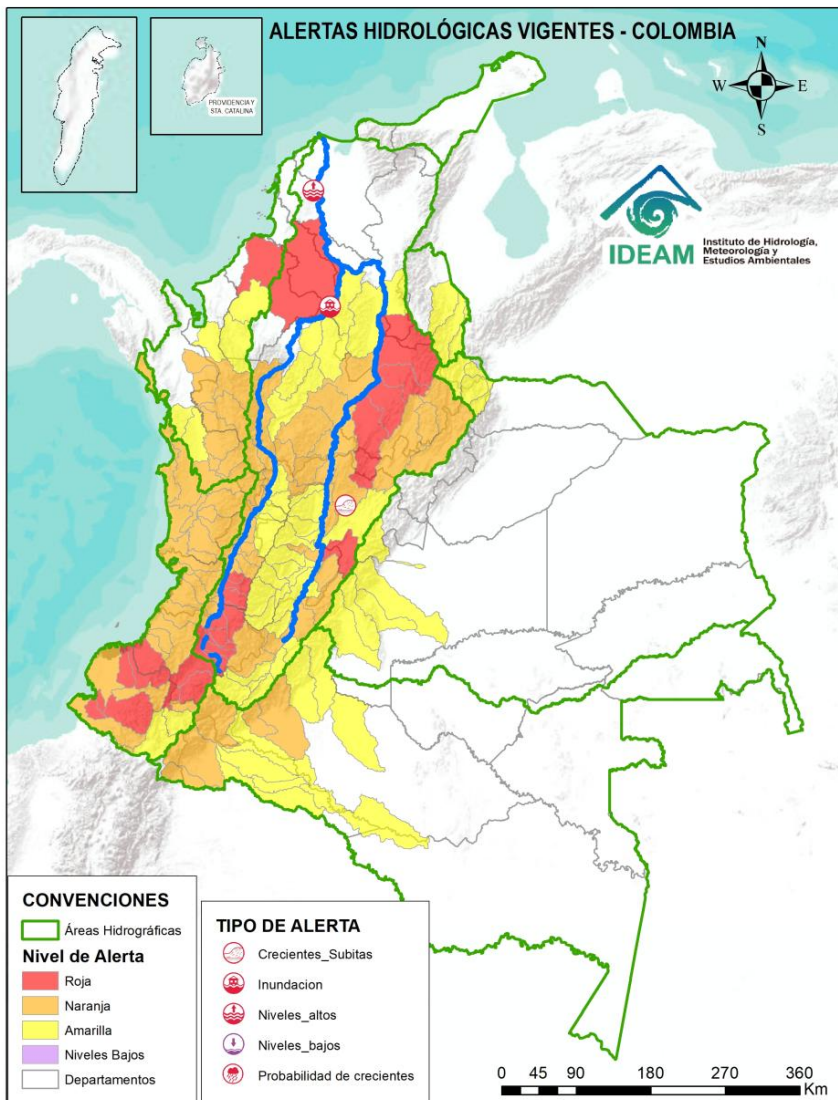 ALERTAS HIDROLÓGICAS VIGENTES - COLOMBIA
PROVIDENCIA Y
STA. CATALINA
N
W
E
S
IDEAM
Instituto de Hidrología,
Meteorología y
Estudios Ambientales
CONVENCIONES
Áreas Hidrográficas
Nivel de Alerta
Roja
Naranja
Amarilla
Niveles Bajos
Departamentos
TIPO DE ALERTA
Crecientes_Subitas
Inundacion
Niveles_altos
Niveles_bajos
Probabilidad de crecientes
0 45 90 180 270 360
Km